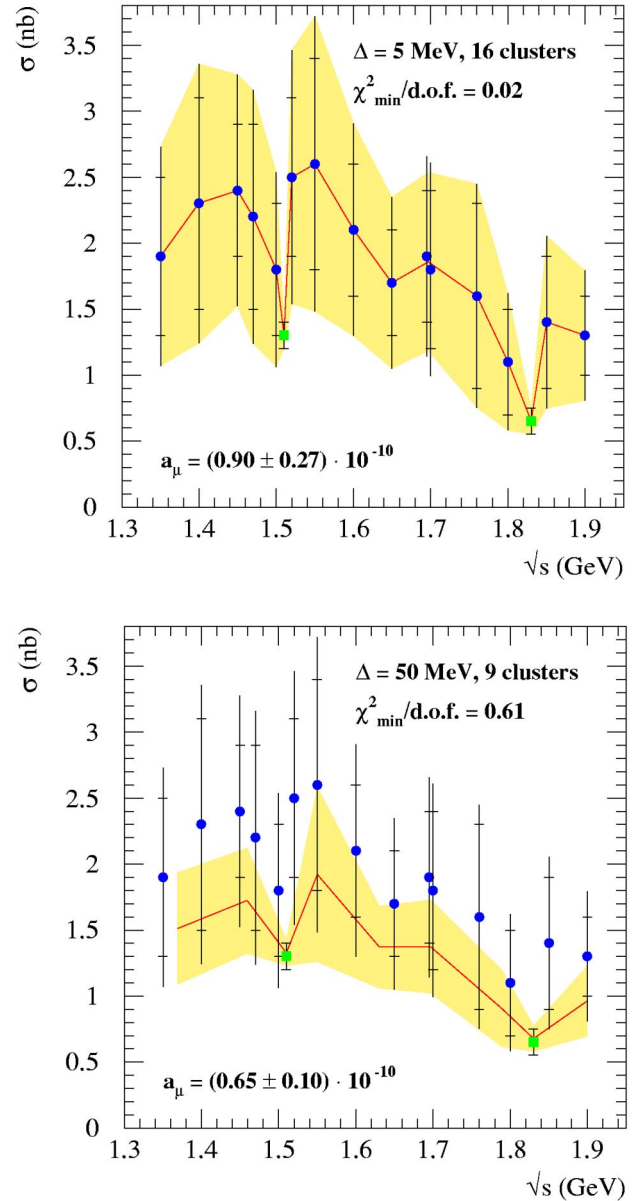 σ (nb)
3.5
3
2.5
2
1.5
1
0.5
0
Δ = 5 MeV, 16 clusters
χ²min/d.o.f. = 0.02
aμ = (0.90 ± 0.27) · 10⁻¹⁰
1.3 1.4 1.5 1.6 1.7 1.8 1.9
√s (GeV)
σ (nb)
3.5
3
2.5
2
1.5
1
0.5
0
Δ = 50 MeV, 9 clusters
χ²min/d.o.f. = 0.61
aμ = (0.65 ± 0.10) · 10⁻¹⁰
1.3 1.4 1.5 1.6 1.7 1.8 1.9
√s (GeV)